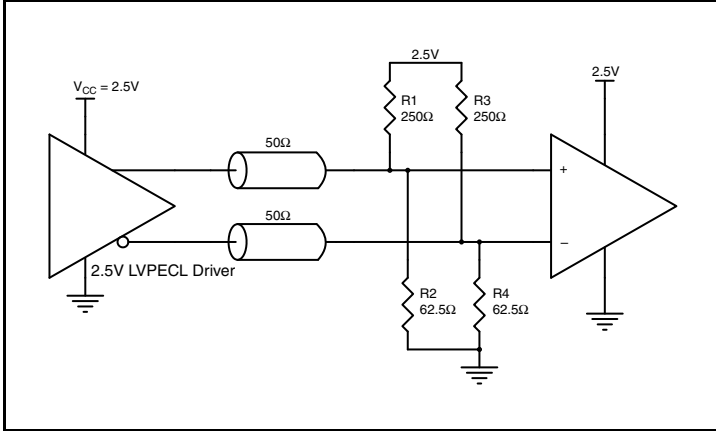 2.5V
V_CC = 2.5V
2.5V
R1
250Ω
R3
250Ω
50Ω
+
50Ω
–
2.5V LVPECL Driver
R2
62.5Ω
R4
62.5Ω